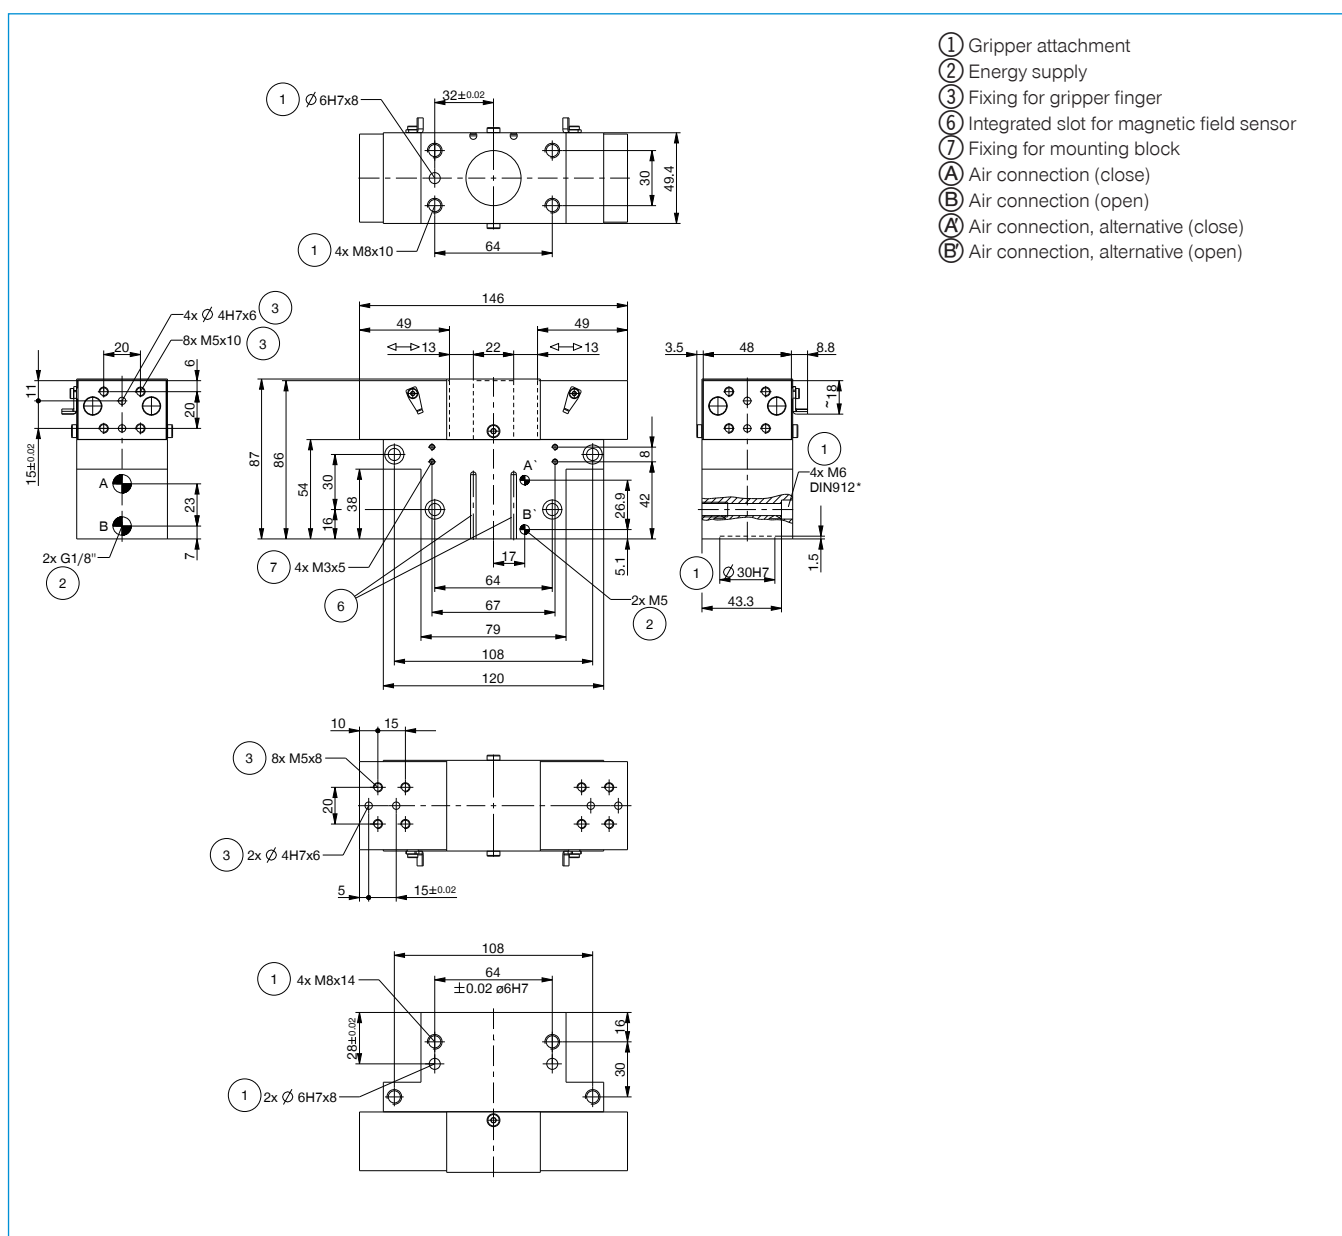 ① Gripper attachment
② Energy supply
③ Fixing for gripper finger
⑥ Integrated slot for magnetic field sensor
⑦ Fixing for mounting block
Ⓐ Air connection (close)
Ⓑ Air connection (open)
A' Air connection, alternative (close)
B' Air connection, alternative (open)
1 Ø 6H7x8
32±0.02
30
49.4
1 4x M8x10
64
4x Ø 4H7x6 3
8x M5x10 3
20
6
11
20
15±0.02
A
23
B
7
2x G1/8"
2
146
49
49
13
22
13
87
86
54
30
38
16
8
42
A`
26.9
B`
5.1
17
7 4x M3x5
64
6
67
2x M5
2
79
108
120
3.5
48
8.8
~18
1
4x M6
DIN912*
1.5
1 Ø 30H7
43.3
10
15
3 8x M5x8
20
3 2x Ø 4H7x6
5
15±0.02
108
1 4x M8x14
64
±0.02 ø6H7
28±0.02
16
30
1 2x Ø 6H7x8